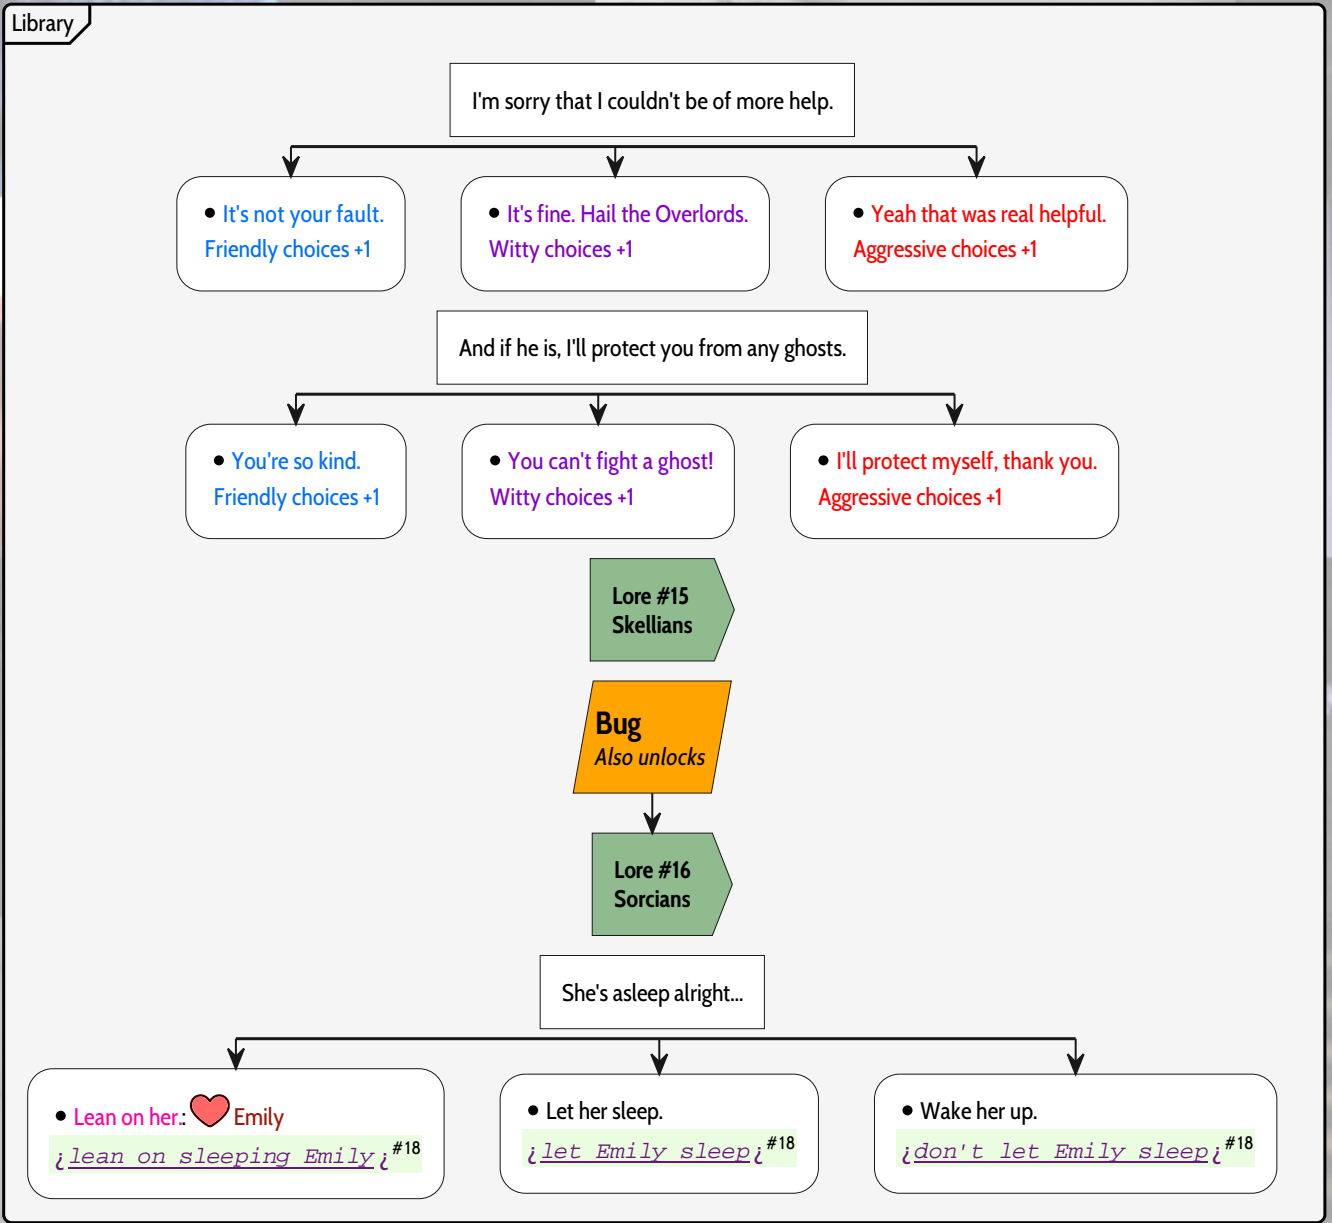 Library
I'm sorry that I couldn't be of more help.
• It's not your fault.
Friendly choices +1
• It's fine. Hail the Overlords.
Witty choices +1
• Yeah that was real helpful.
Aggressive choices +1
And if he is, I'll protect you from any ghosts.
• You're so kind.
Friendly choices +1
• You can't fight a ghost!
Witty choices +1
• I'll protect myself, thank you.
Aggressive choices +1
Lore #15
Skellians
Bug
Also unlocks
Lore #16
Sorcians
She's asleep alright...
• Lean on her.: Emily
¿lean on sleeping Emily¿#18
• Let her sleep.
¿let Emily sleep¿#18
• Wake her up.
¿don't let Emily sleep¿#18